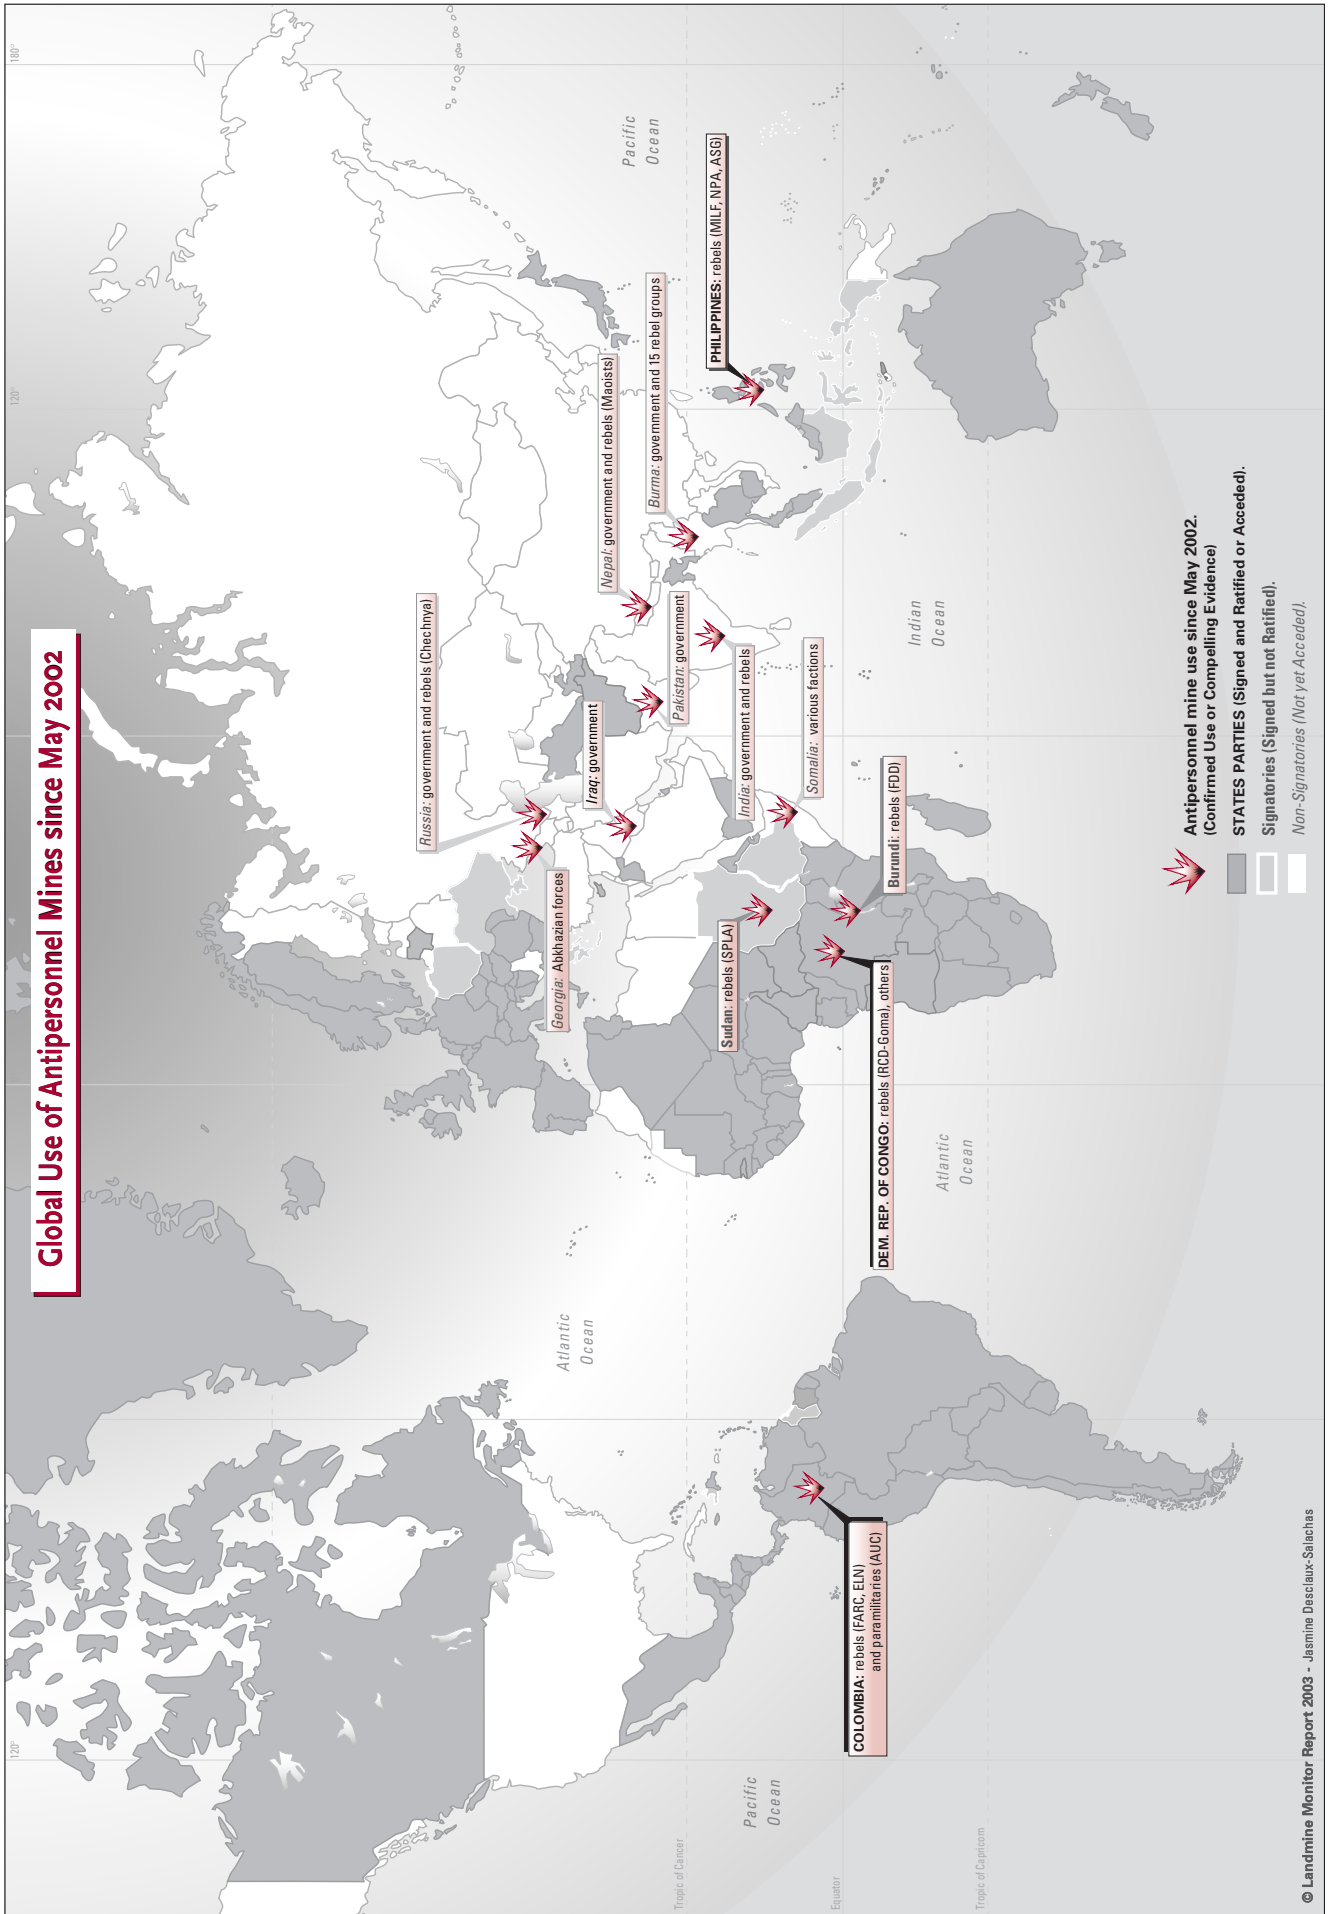 Global Use of Antipersonnel Mines since May 2002
120°
120°
180°
Pacific
Ocean
Atlantic
Ocean
Atlantic
Ocean
Indian
Ocean
Pacific
Ocean
Tropic of Cancer
Equator
Tropic of Capricorn
Russia: government and rebels (Chechnya)
Georgia: Abkhazian forces
Iraq: government
Nepal: government and rebels (Maoists)
Burma: government and 15 rebel groups
Pakistan: government
PHILIPPINES: rebels (MILF, NPA, ASG)
India: government and rebels
Somalia: various factions
Sudan: rebels (SPLA)
Burundi: rebels (FDD)
DEM. REP. OF CONGO: rebels (RCD-Goma), others
COLOMBIA: rebels (FARC, ELN)
and paramilitaries (AUC)
Antipersonnel mine use since May 2002.
(Confirmed Use or Compelling Evidence)
STATES PARTIES (Signed and Ratified or Acceded).
Signatories (Signed but not Ratified).
Non-Signatories (Not yet Acceded).
© Landmine Monitor Report 2003 - Jasmine Desclaux-Salachas